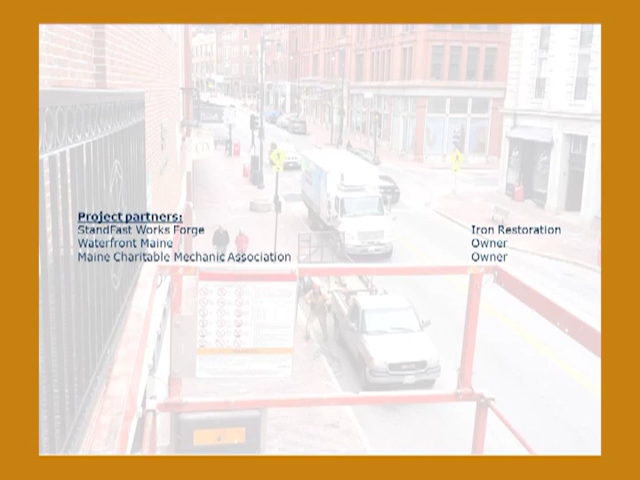 Project partners:
StandFast Works Forge Iron Restoration
Waterfront Maine Owner
Maine Charitable Mechanic Association Owner